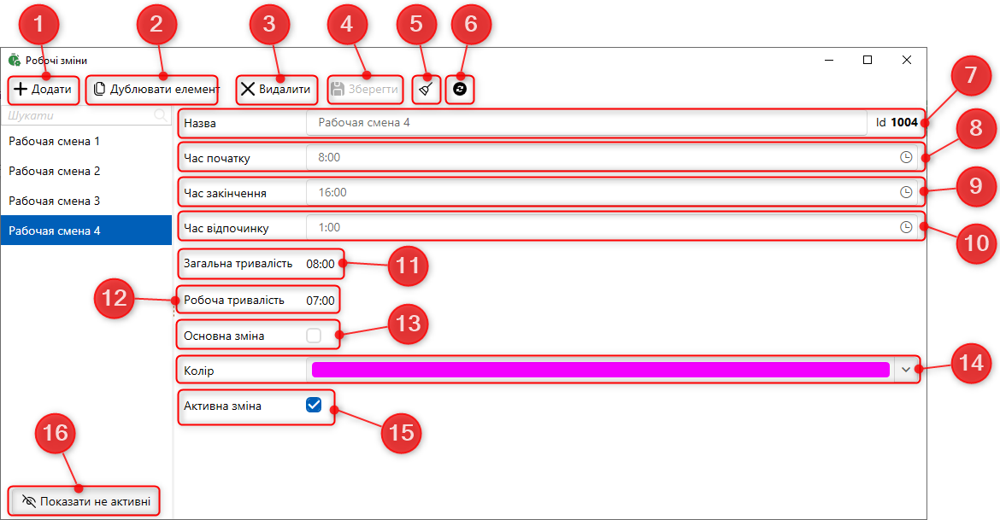 1 2 3 4 5 6
Робочі зміни
Додати Дублювати елемент Видалити Зберегти
7
Шукати
Назва Рабочая смена 4 Id 1004
8
Рабочая смена 1
Час початку 8:00
Рабочая смена 2
9
Час закінчення 16:00
Рабочая смена 3
Час відпочинку 1:00
Рабочая смена 4
10
Загальна тривалість 08:00
11
12
Робоча тривалість 07:00
13
Основна зміна
14
Колір
Активна зміна
15
16
Показати не активні